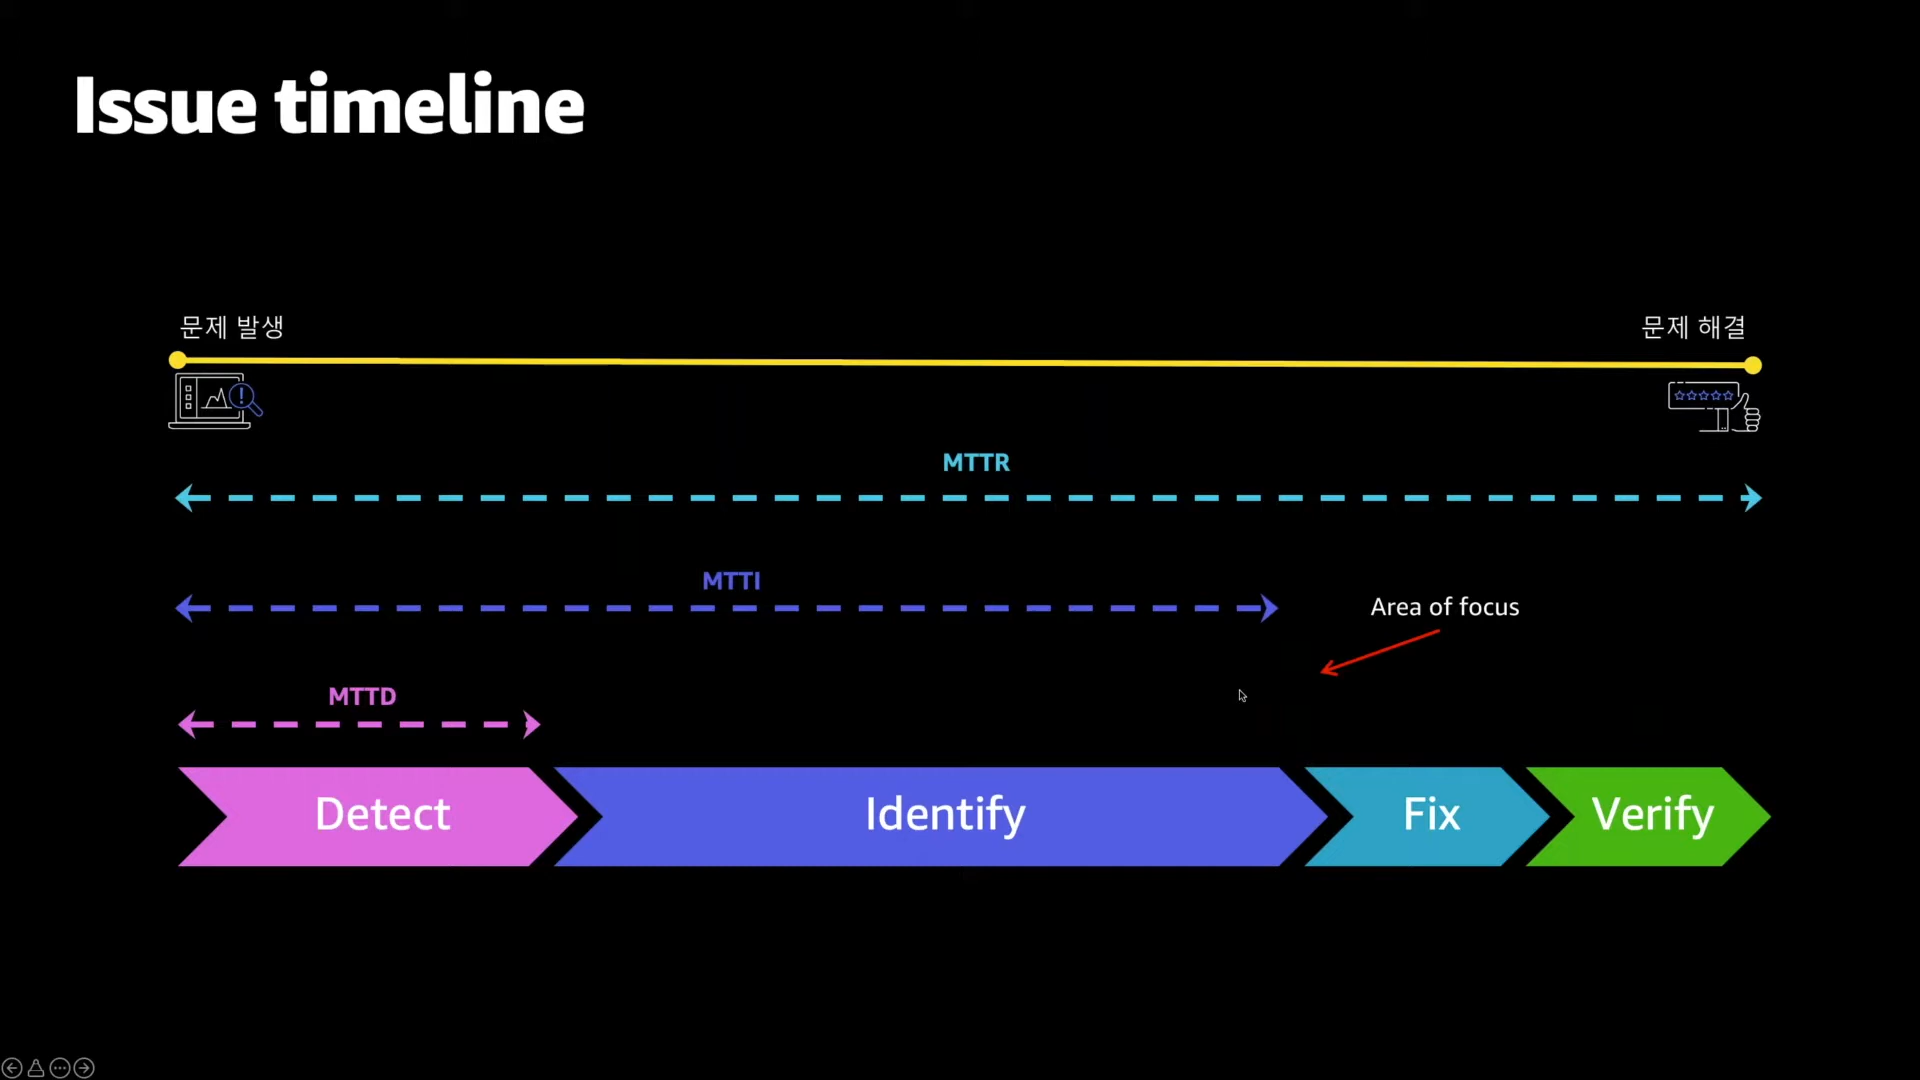 Issue timeline
문제 발생
문제 해결
MTTR
MTTI
Area of focus
MTTD
Detect
Identify
Fix
Verify